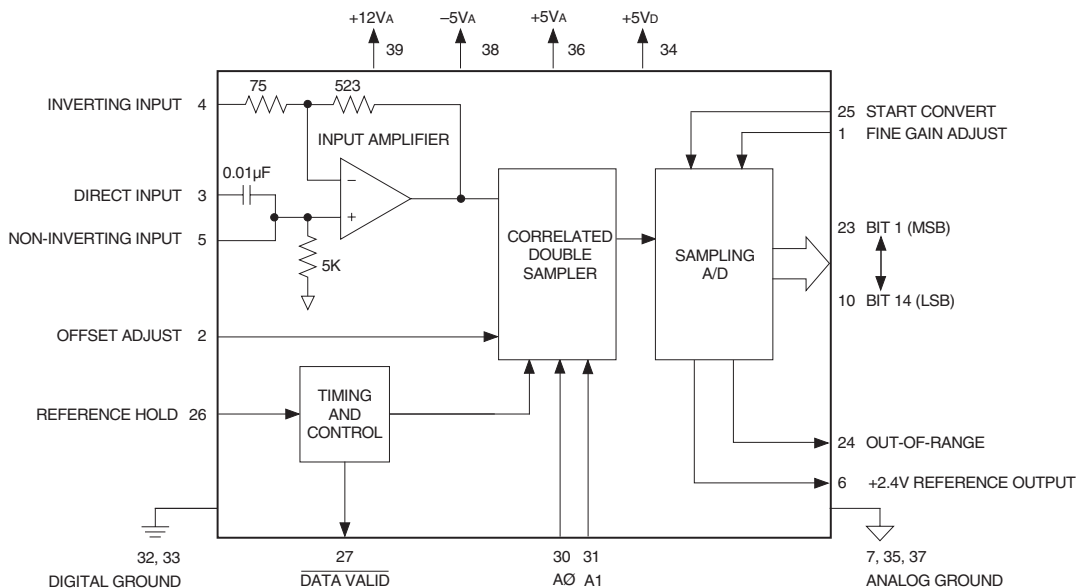 +12VA
–5VA
+5VA
+5VD
39
38
36
34
INVERTING INPUT 4
75
523
INPUT AMPLIFIER
25 START CONVERT
1 FINE GAIN ADJUST
0.01µF
DIRECT INPUT 3
–
+
NON-INVERTING INPUT 5
5K
CORRELATED
DOUBLE
SAMPLER
SAMPLING
A/D
23 BIT 1 (MSB)
10 BIT 14 (LSB)
OFFSET ADJUST 2
REFERENCE HOLD 26
TIMING
AND
CONTROL
24 OUT-OF-RANGE
6 +2.4V REFERENCE OUTPUT
32, 33
DIGITAL GROUND
27
DATA VALID
30
AØ
31
A1
7, 35, 37
ANALOG GROUND